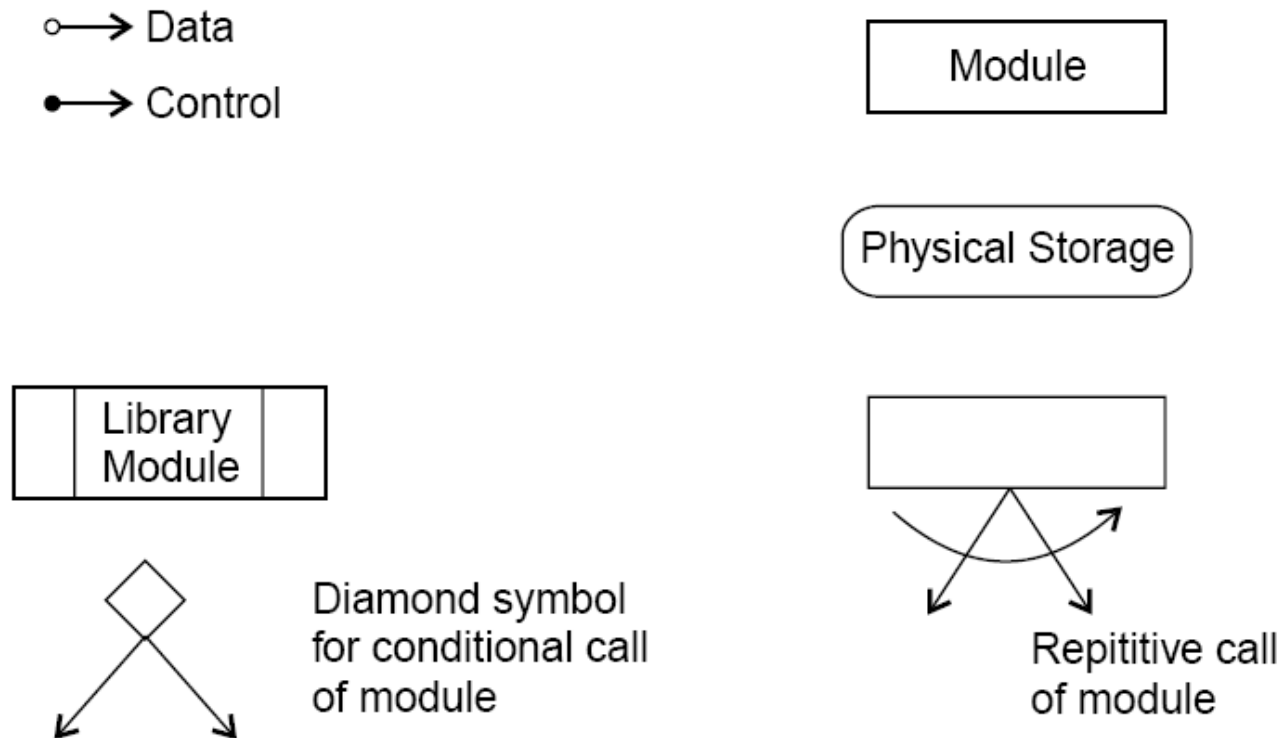 Data
Control
Module
Physical Storage
Library
Module
Diamond symbol
for conditional call
of module
Repititive call
of module